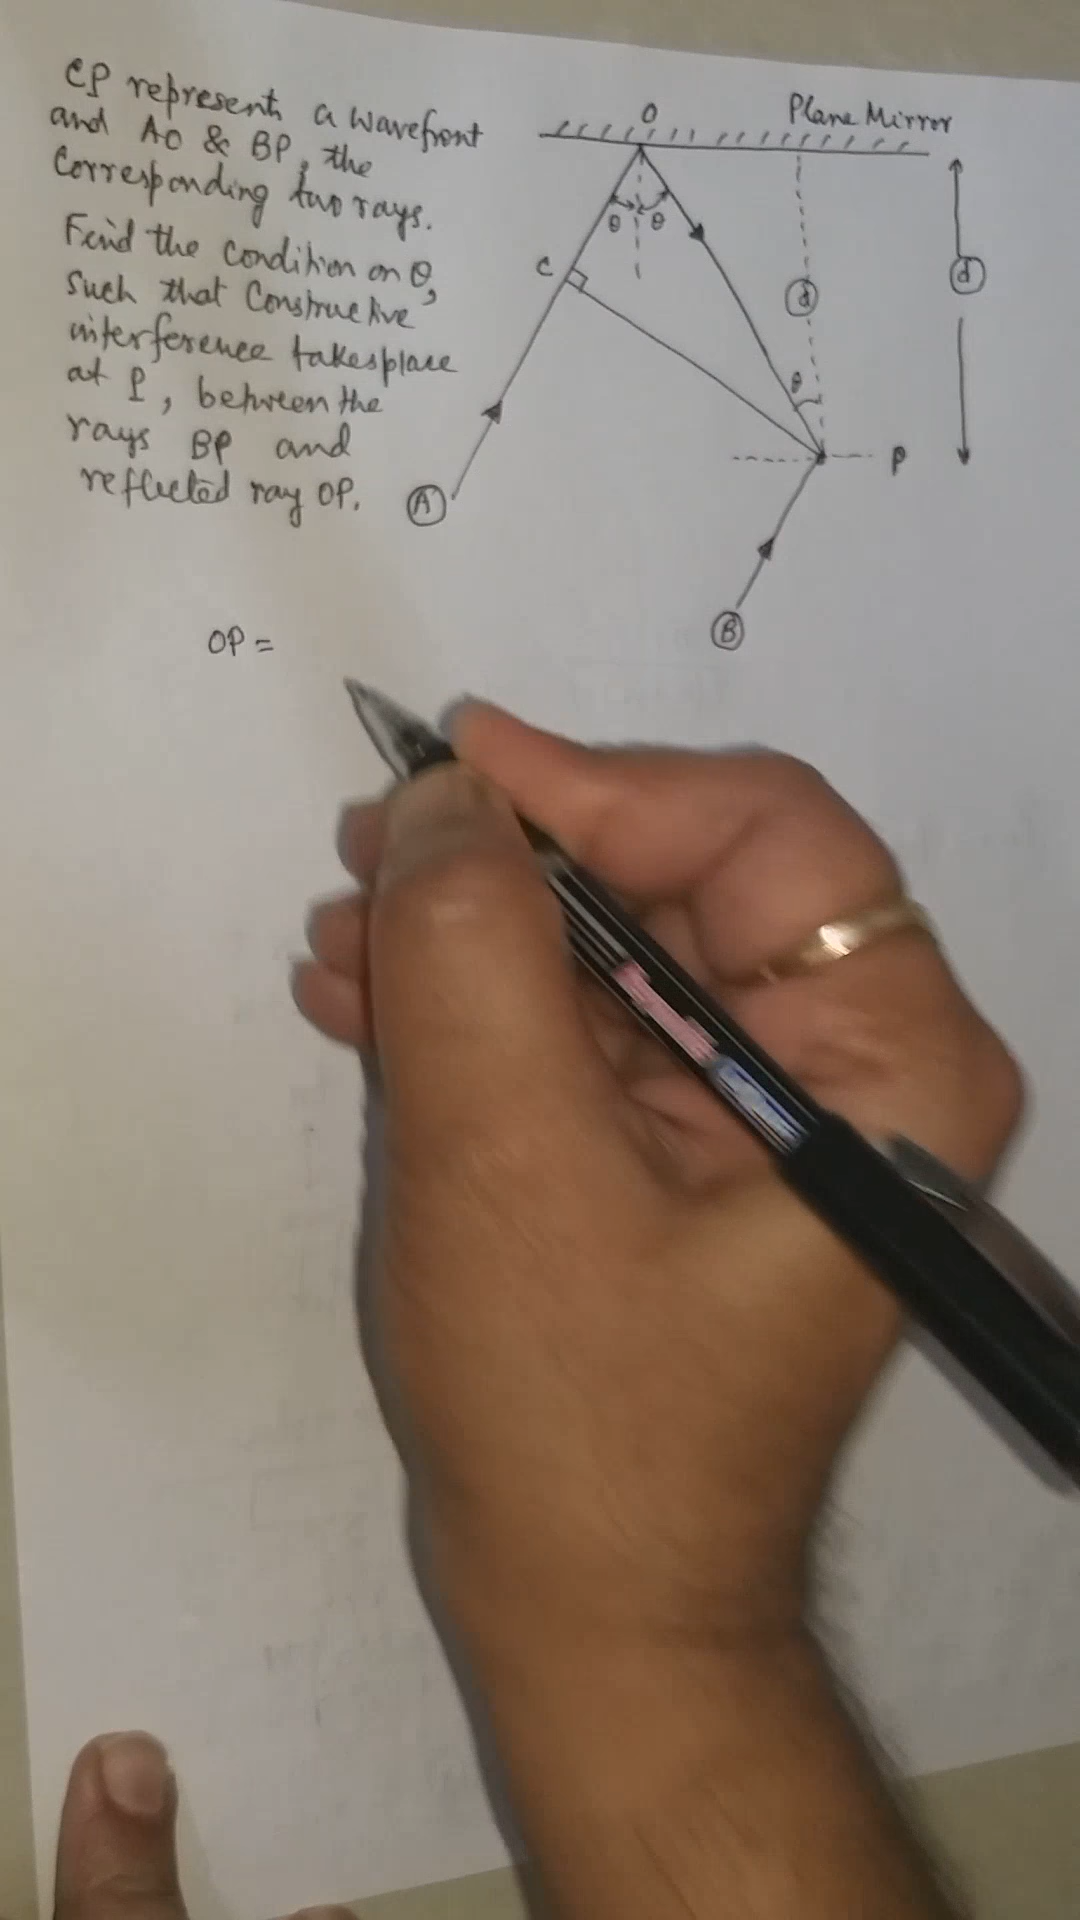 CP represents a wavefront
and AO & BP, the
Corresponding two rays.
Find the condition on θ,
such that Constructive
interference takesplace
at P, between the
rays BP and
reflected ray OP.
O
Plane Mirror
θ θ
C
d
d
θ
P
A
B
OP =